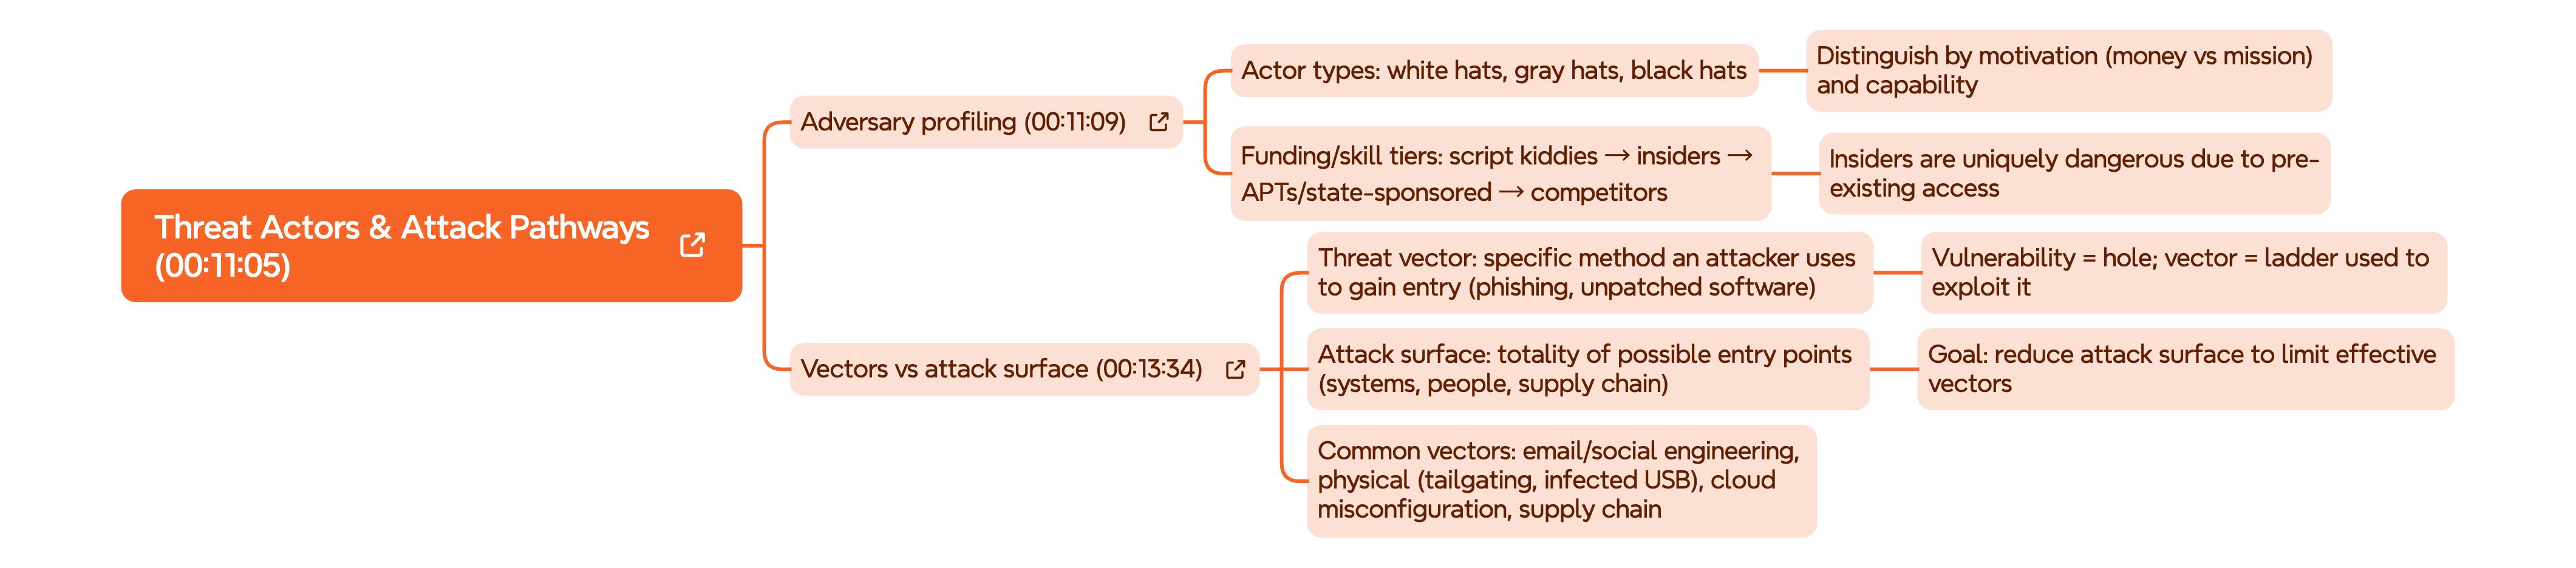 Threat Actors & Attack Pathways
(00:11:05)
Adversary profiling (00:11:09)
Actor types: white hats, gray hats, black hats
Distinguish by motivation (money vs mission)
and capability
Funding/skill tiers: script kiddies → insiders →
APTs/state-sponsored → competitors
Insiders are uniquely dangerous due to pre-
existing access
Vectors vs attack surface (00:13:34)
Threat vector: specific method an attacker uses
to gain entry (phishing, unpatched software)
Vulnerability = hole; vector = ladder used to
exploit it
Attack surface: totality of possible entry points
(systems, people, supply chain)
Goal: reduce attack surface to limit effective
vectors
Common vectors: email/social engineering,
physical (tailgating, infected USB), cloud
misconfiguration, supply chain